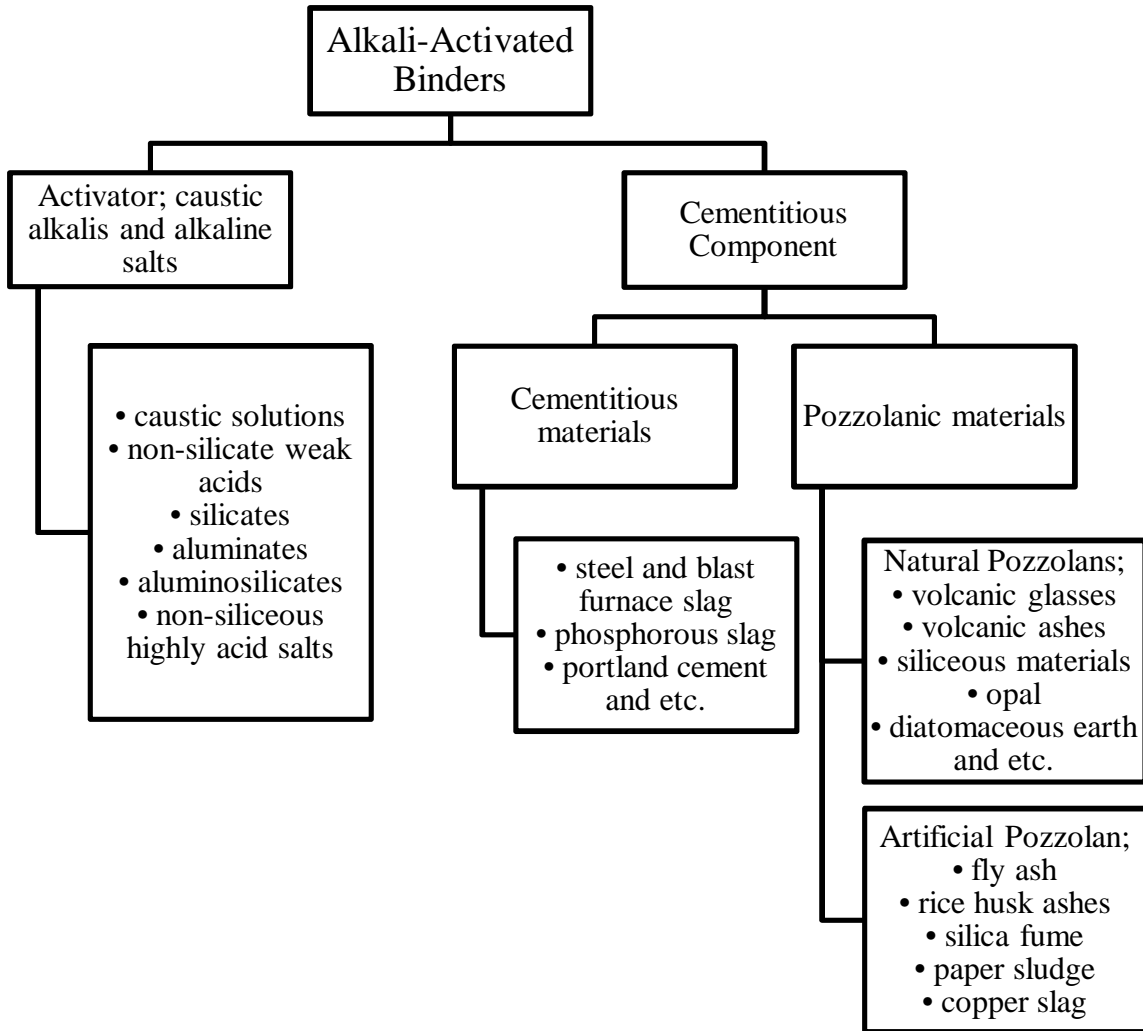 Alkali-Activated
Binders
Activator; caustic
alkalis and alkaline
salts
• caustic solutions
• non-silicate weak
acids
• silicates
• aluminates
• aluminosilicates
• non-siliceous
highly acid salts
Cementitious
Component
Cementitious
materials
• steel and blast
furnace slag
• phosphorous slag
• portland cement
and etc.
Pozzolanic materials
Natural Pozzolans;
• volcanic glasses
• volcanic ashes
• siliceous materials
• opal
• diatomaceous earth
and etc.
Artificial Pozzolan;
• fly ash
• rice husk ashes
• silica fume
• paper sludge
• copper slag